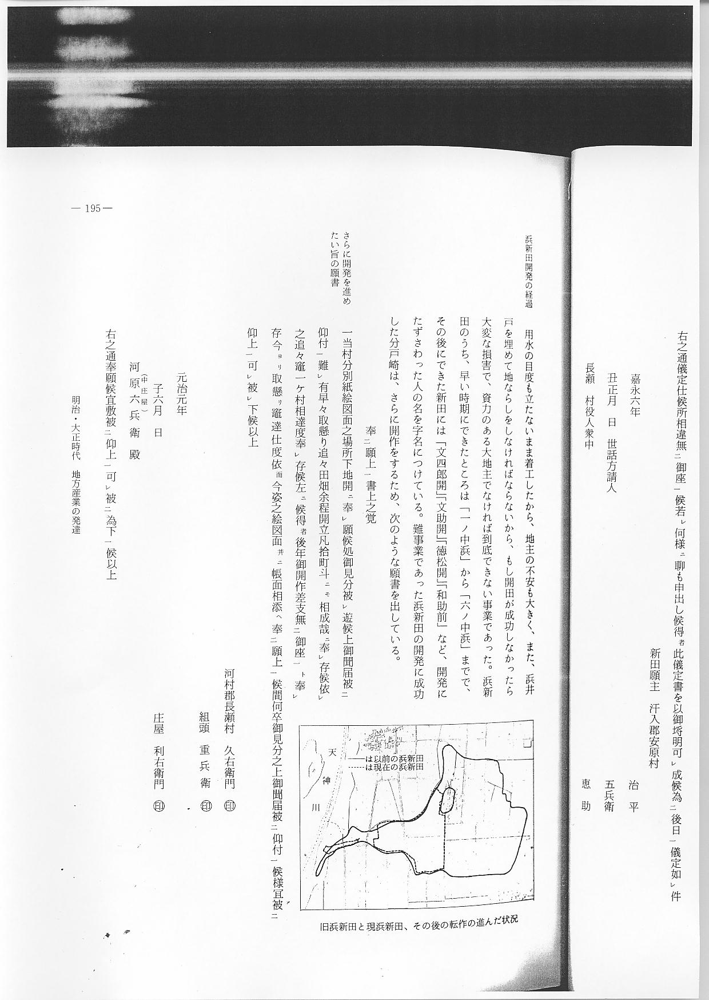 右之通儀定仕候所相違無ニ御座一候若レ何様ニ聊も申出し候得者此儀定書を以御埓明可レ成候為ニ後日一儀定如レ件
新田願主 汗入郡安原村
嘉永六年 治平
丑正月 日 世話方請人 五兵衛
長瀬 村役人衆中 恵助
浜新田開発の経過
用水の目度も立たないまま着工したから、地主の不安も大きく、また、浜井
戸を埋めて地ならしをしなければならないから、もし開田が成功しなかったら
大変な損害で、資力のある大地主でなければ到底できない事業であった。浜新
田のうち、早い時期にできたところは「一ノ中浜」から「六ノ中浜」までで、
その後にできた新田には「文四郎開」「文助開」「徳松開」「和助前」など、開発に
たずさわった人の名を字名につけている。難事業であった浜新田の開発に成功
した分戸崎は、さらに開作をするため、次のような願書を出している。
奉ニ願上一書上之覚
さらに開発を進め
たい旨の願書
一当村分別紙絵図面之場所下地開ニ奉レ願候処御見分被レ遊候上御聞届被ニ
仰付一難レ有早々取懸り追々田畑余程開立凡拾町斗ニモ相成哉ニ奉レ存候依レ
之追々竈一ケ村相達度奉レ存候左ニ候得者後年御開作差支無ニ御座一ト奉レ
存今ヨリ取懸リ竈達仕度依而今姿之絵図面井ニ帳面相添ヘ奉ニ願上一候間何卒御見分之上御聞届被ニ仰付一候様宜被ニ
仰上一可レ被レ下候以上
河村郡長瀬村 久右衛門 ㊞
組頭 重兵衛 ㊞
元治元年
子六月 日 庄屋 利右衛門 ㊞
(中庄屋)
河原六兵衛殿
右之通奉願候宜敷被ニ仰上一可レ被ニ為下一候以上
明治・大正時代 地方産業の発達
— 195 —
——は以前の浜新田
-----は現在の浜新田
天
神
川
旧浜新田と現浜新田、その後の転作の進んだ状況